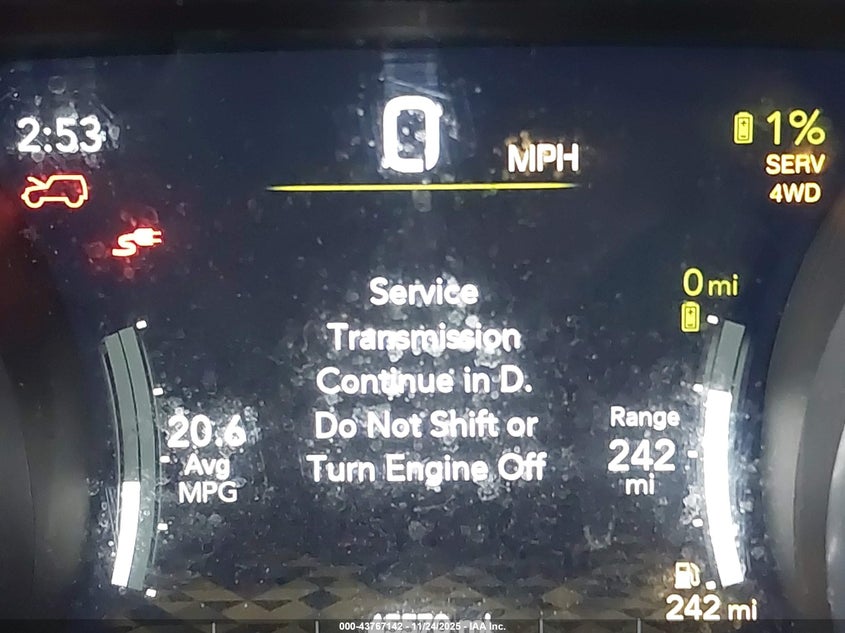 2:53
0
MPH
1%
SERV
4WD
0 mi
Service
Transmission
Continue in D.
Do Not Shift or
Turn Engine Off
20.6
Avg
MPG
Range
242
mi
242 mi
000-43767142 - 11/24/2025 - IAA Inc.